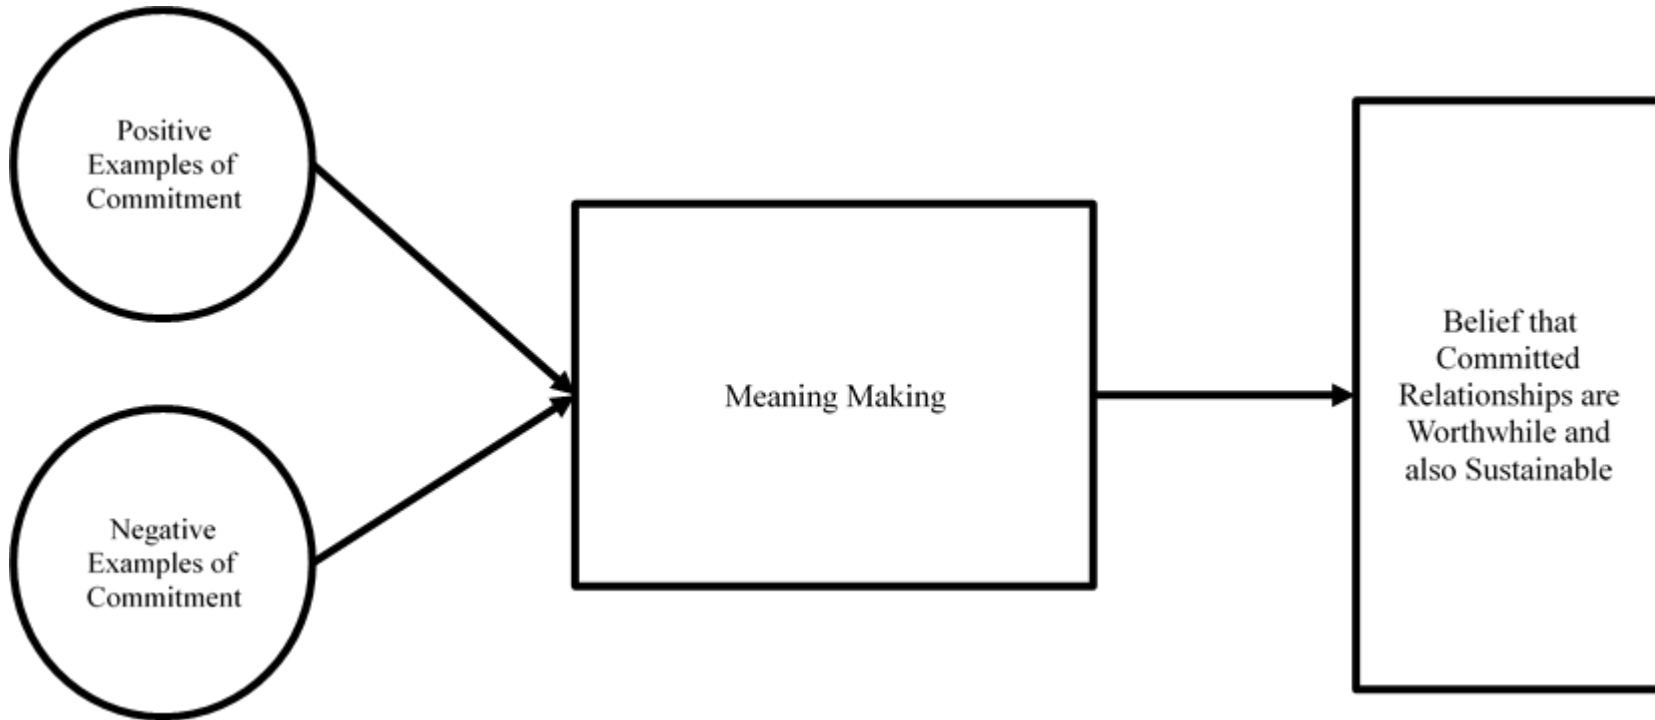 Positive
Examples of
Commitment
Negative
Examples of
Commitment
Meaning Making
Belief that
Committed
Relationships are
Worthwhile and
also Sustainable